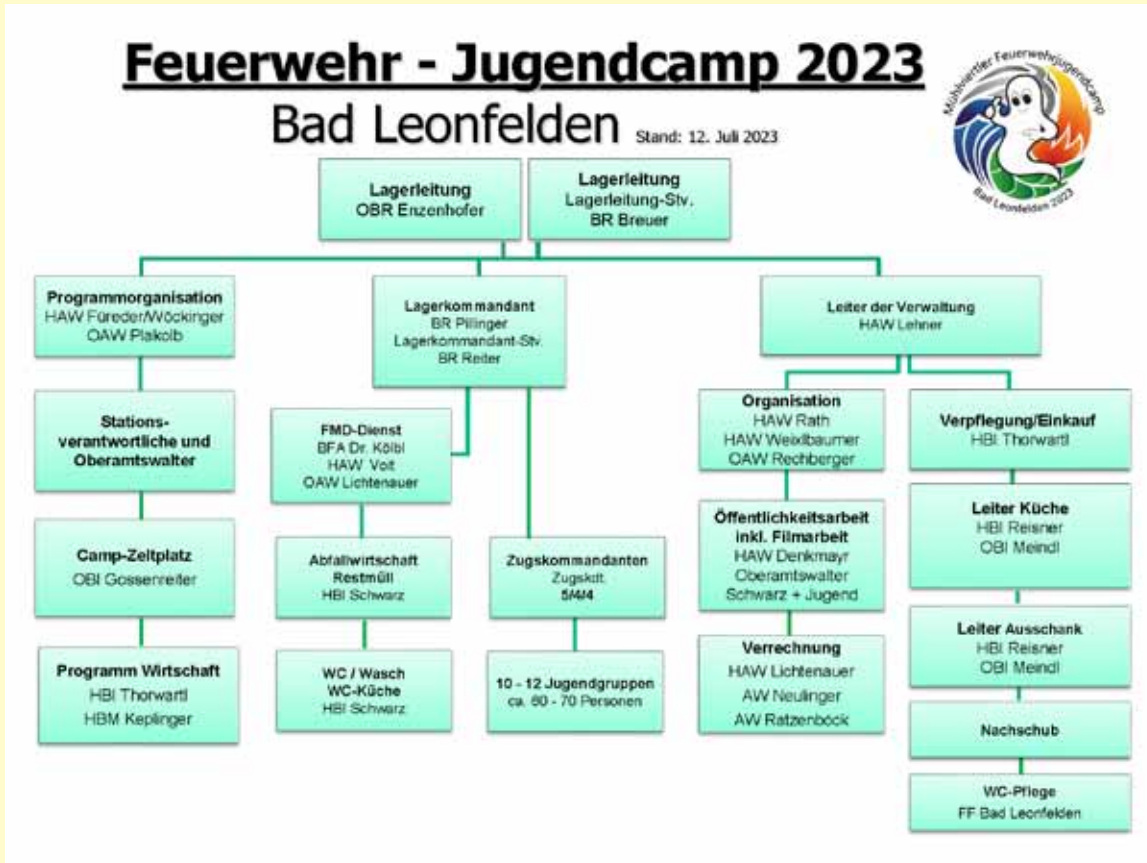 Feuerwehr - Jugendcamp 2023
Bad Leonfelden Stand: 12. Juli 2023
Mühlviertler Feuerwehrjugendcamp
Bad Leonfelden 2023
Lagerleitung
OBR Enzenhofer
Lagerleitung
Lagerleitung-Stv.
BR Breuer
Programmorganisation
HAW Füreder/Wöckinger
OAW Plakolb
Lagerkommandant
BR Pillinger
Lagerkommandant-Stv.
BR Reiter
Leiter der Verwaltung
HAW Lehner
Stations-
verantwortliche und
Oberamtswalter
FMD-Dienst
BFA Dr. Kölbl
HAW Voit
OAW Lichtenauer
Organisation
HAW Rath
HAW Weixlbaumer
OAW Rechberger
Verpflegung/Einkauf
HBI Thorwartl
Camp-Zeltplatz
OBI Gossenreiter
Abfallwirtschaft
Restmüll
HBI Schwarz
Zugskommandanten
Zugskdt.
5/4/4
Öffentlichkeitsarbeit
inkl. Filmarbeit
HAW Denkmayr
Oberamtswalter
Schwarz + Jugend
Leiter Küche
HBI Reisner
OBI Meindl
Programm Wirtschaft
HBI Thorwartl
HBM Keplinger
WC / Wasch
WC-Küche
HBI Schwarz
10 - 12 Jugendgruppen
ca. 60 - 70 Personen
Verrechnung
HAW Lichtenauer
AW Neulinger
AW Ratzenböck
Leiter Ausschank
HBI Reisner
OBI Meindl
Nachschub
WC-Pflege
FF Bad Leonfelden